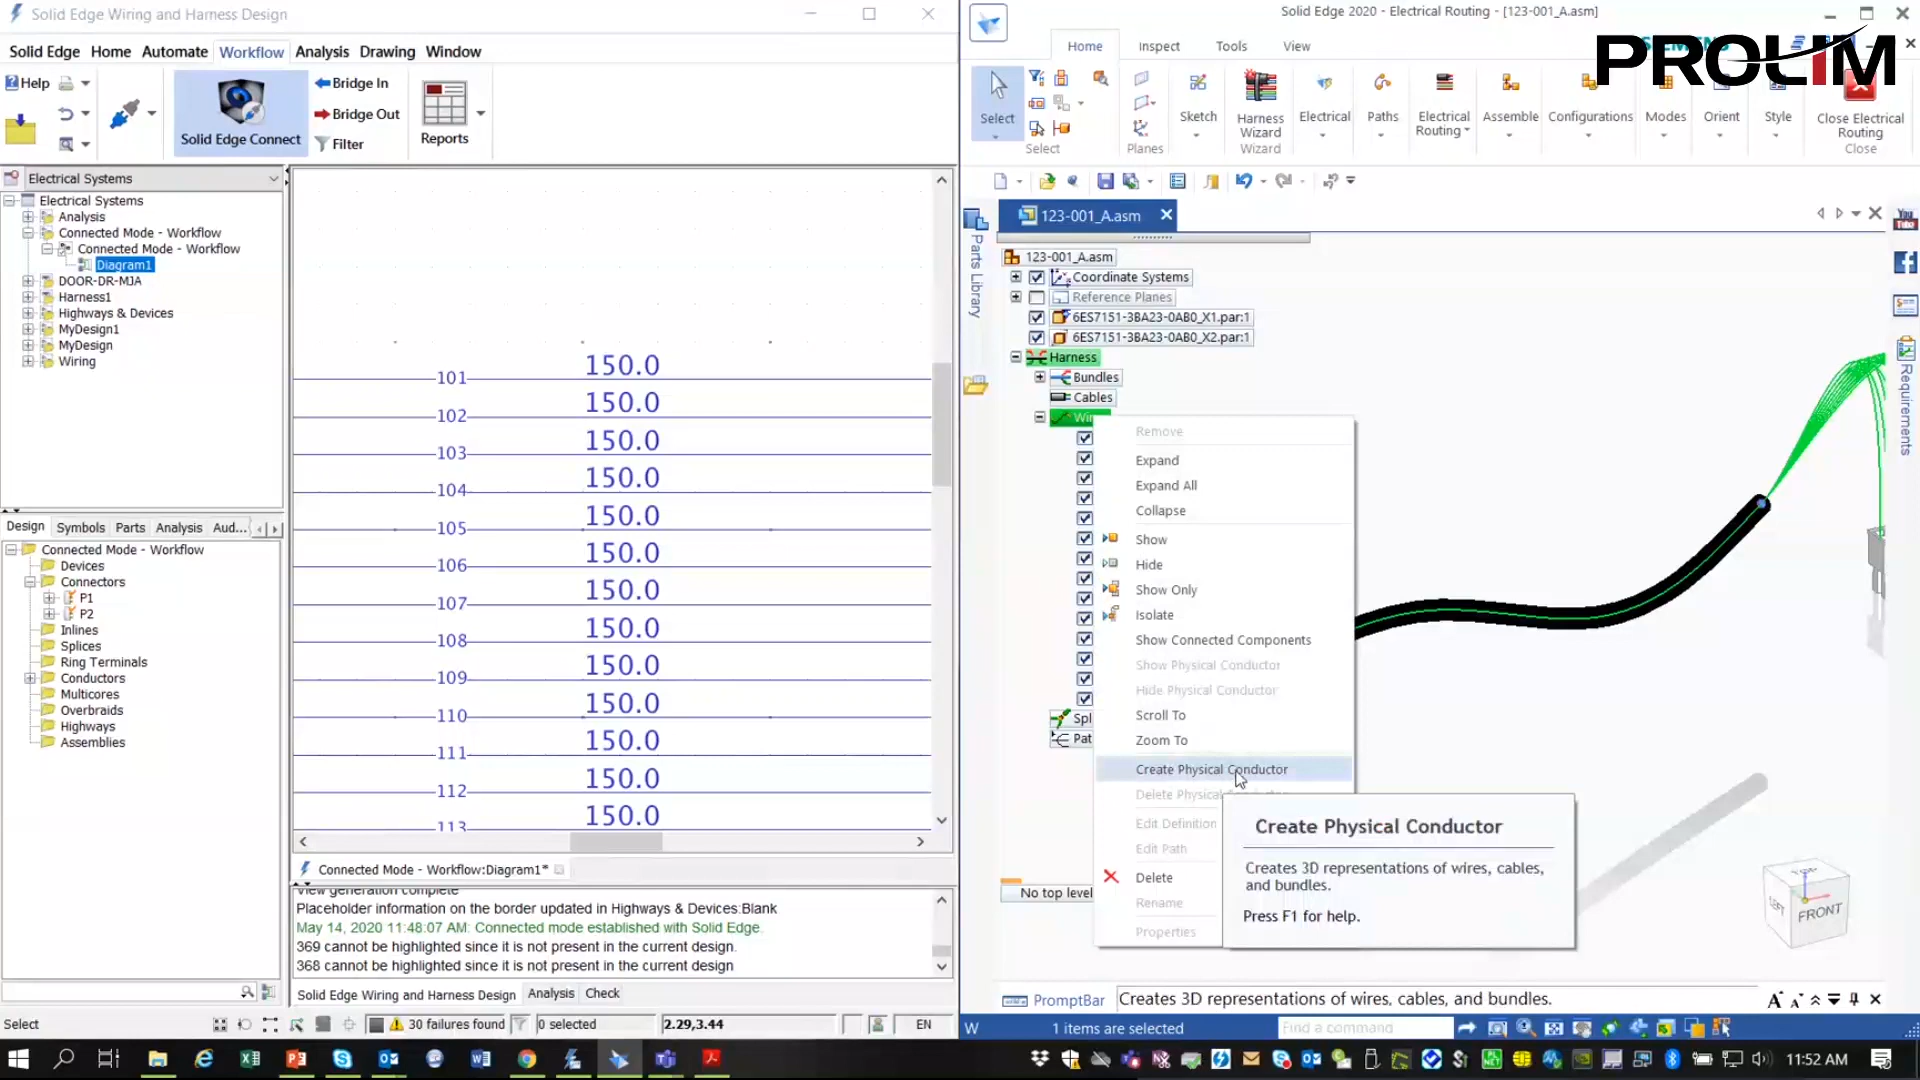 Solid Edge Wiring and Harness Design
Solid Edge Home Automate Workflow Analysis Drawing Window
Help
Solid Edge Connect
Bridge In
Bridge Out
Filter
Reports
Electrical Systems
Electrical Systems
Analysis
Connected Mode - Workflow
Connected Mode - Workflow
Diagram1
DOOR-DR-MJA
Harness1
Highways & Devices
MyDesign1
MyDesign
Wiring
Design Symbols Parts Analysis Aud...
Connected Mode - Workflow
Devices
Connectors
P1
P2
Inlines
Splices
Ring Terminals
Conductors
Multicores
Overbraids
Highways
Assemblies
101 150.0
102 150.0
103 150.0
104 150.0
105 150.0
106 150.0
107 150.0
108 150.0
109 150.0
110 150.0
111 150.0
112 150.0
113 150.0
Connected Mode - Workflow:Diagram1*
View generation complete
Placeholder information on the border updated in Highways & Devices:Blank
May 14, 2020 11:48:07 AM: Connected mode established with Solid Edge.
369 cannot be highlighted since it is not present in the current design.
368 cannot be highlighted since it is not present in the current design
Solid Edge Wiring and Harness Design Analysis Check
Select 30 failures found 0 selected 2.29,3.44 EN
Solid Edge 2020 - Electrical Routing - [123-001_A.asm]
Home Inspect Tools View
PROLIM
Select
Sketch
Harness Wizard
Electrical
Paths
Electrical Routing
Assemble
Configurations
Modes
Orient
Style
Close Electrical Routing
Select Planes Wizard Close
123-001_A.asm
Parts Library
123-001_A.asm
Coordinate Systems
Reference Planes
6ES7151-3BA23-0AB0_X1.par:1
6ES7151-3BA23-0AB0_X2.par:1
Harness
Bundles
Cables
Wir
Spl
Pat
No top level
Remove
Expand
Expand All
Collapse
Show
Hide
Show Only
Isolate
Show Connected Components
Show Physical Conductor
Hide Physical Conductor
Scroll To
Zoom To
Create Physical Conductor
Delete Physical Conductor
Edit Definition
Edit Path
Delete
Rename
Properties
Create Physical Conductor
Creates 3D representations of wires, cables,
and bundles.
Press F1 for help.
TOP
LEFT
FRONT
You Tube
Requirements
PromptBar Creates 3D representations of wires, cables, and bundles.
W 1 items are selected Find a command
11:52 AM